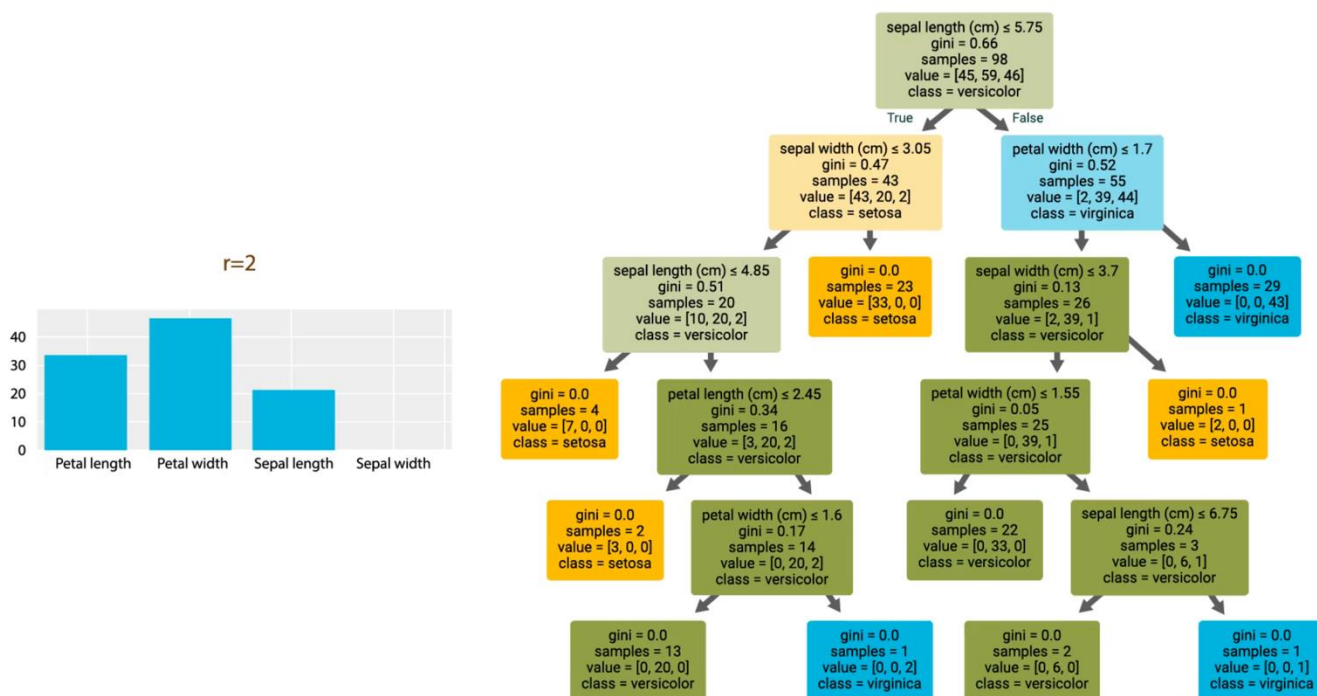 r=2
40
30
20
10
0
Petal length
Petal width
Sepal length
Sepal width
sepal length (cm) ≤ 5.75
gini = 0.66
samples = 98
value = [45, 59, 46]
class = versicolor
True
False
sepal width (cm) ≤ 3.05
gini = 0.47
samples = 43
value = [43, 20, 2]
class = setosa
petal width (cm) ≤ 1.7
gini = 0.52
samples = 55
value = [2, 39, 44]
class = virginica
sepal length (cm) ≤ 4.85
gini = 0.51
samples = 20
value = [10, 20, 2]
class = versicolor
gini = 0.0
samples = 23
value = [33, 0, 0]
class = setosa
sepal width (cm) ≤ 3.7
gini = 0.13
samples = 26
value = [2, 39, 1]
class = versicolor
gini = 0.0
samples = 29
value = [0, 0, 43]
class = virginica
gini = 0.0
samples = 4
value = [7, 0, 0]
class = setosa
petal length (cm) ≤ 2.45
gini = 0.34
samples = 16
value = [3, 20, 2]
class = versicolor
petal width (cm) ≤ 1.55
gini = 0.05
samples = 25
value = [0, 39, 1]
class = versicolor
gini = 0.0
samples = 1
value = [2, 0, 0]
class = setosa
gini = 0.0
samples = 2
value = [3, 0, 0]
class = setosa
petal width (cm) ≤ 1.6
gini = 0.17
samples = 14
value = [0, 20, 2]
class = versicolor
gini = 0.0
samples = 22
value = [0, 33, 0]
class = versicolor
sepal length (cm) ≤ 6.75
gini = 0.24
samples = 3
value = [0, 6, 1]
class = versicolor
gini = 0.0
samples = 13
value = [0, 20, 0]
class = versicolor
gini = 0.0
samples = 1
value = [0, 0, 2]
class = virginica
gini = 0.0
samples = 2
value = [0, 6, 0]
class = versicolor
gini = 0.0
samples = 1
value = [0, 0, 1]
class = virginica